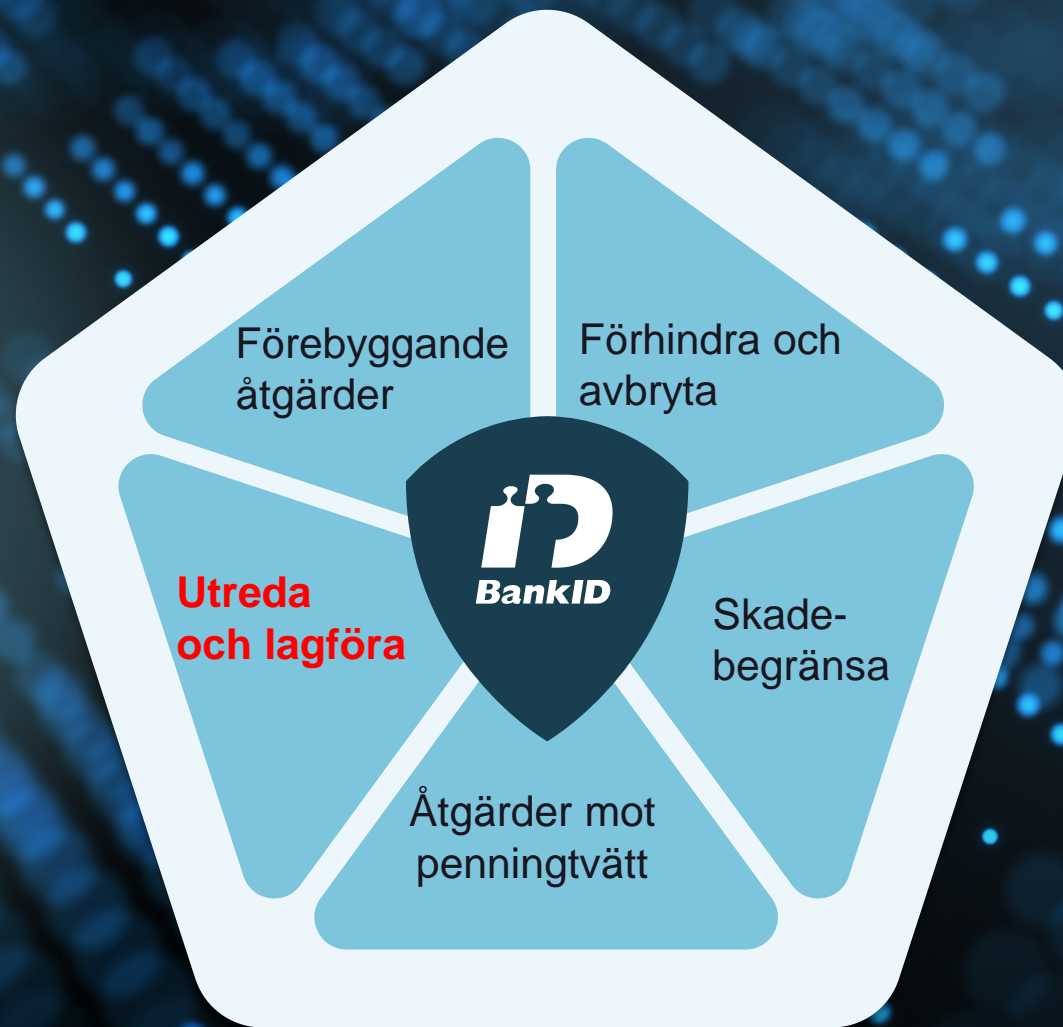 Förebyggande
åtgärder
Förhindra och
avbryta
BankID
Utreda
och lagföra
Skade-
begränsa
Åtgärder mot
penningtvätt